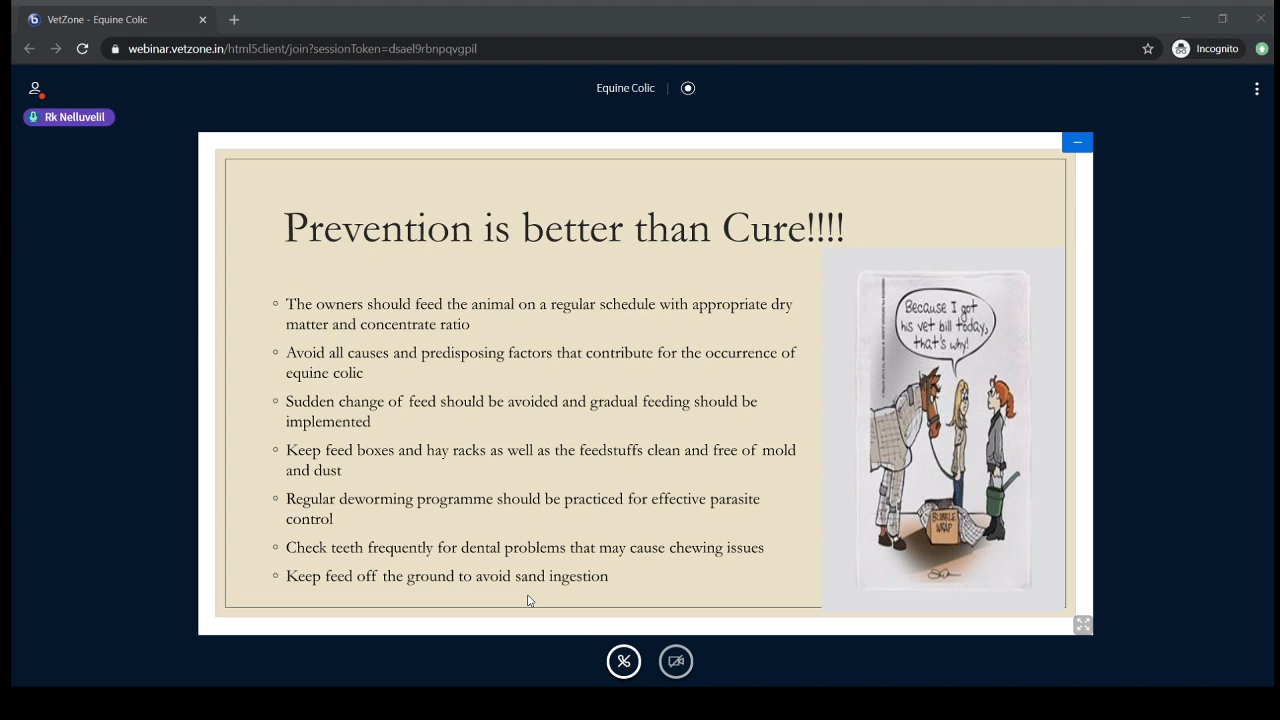 VetZone - Equine Colic
webinar.vetzone.in/html5client/join?sessionToken=dsael9rbnpqvgpil
Incognito
Equine Colic
Rk Nelluvelil
Prevention is better than Cure!!!!
The owners should feed the animal on a regular schedule with appropriate dry
matter and concentrate ratio
Avoid all causes and predisposing factors that contribute for the occurrence of
equine colic
Sudden change of feed should be avoided and gradual feeding should be
implemented
Keep feed boxes and hay racks as well as the feedstuffs clean and free of mold
and dust
Regular deworming programme should be practiced for effective parasite
control
Check teeth frequently for dental problems that may cause chewing issues
Keep feed off the ground to avoid sand ingestion
Because I got
his vet bill today,
that's why!
BUBBLE
WRAP